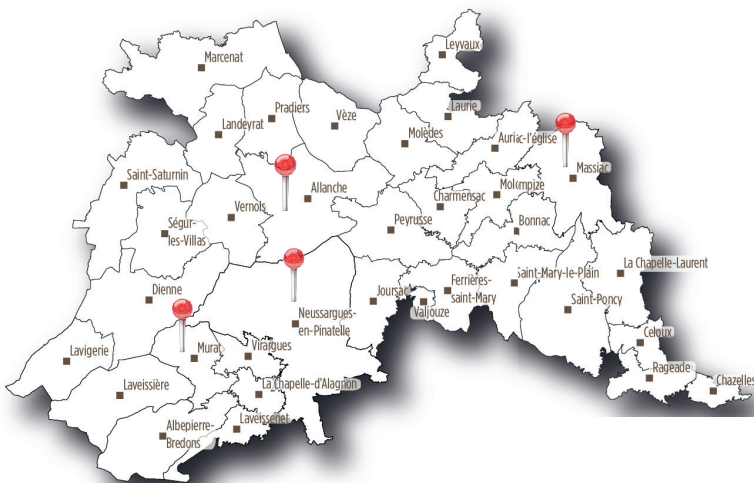 Leyvaux
Marcenat
Pradiers
Vèze
Laurie
Landeyrat
Molèdes
Auriac-l'église
Massiac
Saint-Saturnin
Allanche
Charmensac
Molompize
Vernols
Peyrusse
Bonnac
Ségur-
les-Villas
La Chapelle-Laurent
Dienne
Joursac
Ferrières-
saint-Mary
Saint-Mary-le-Plain
Saint-Poncy
Valjouze
Neussargues-
en-Pinatelle
Celoux
Lavigerie
Murat
Virargues
Rageade
Chazelles
Laveissière
La Chapelle-d'Alagnon
Albepierre-
Bredons
Laveissenet